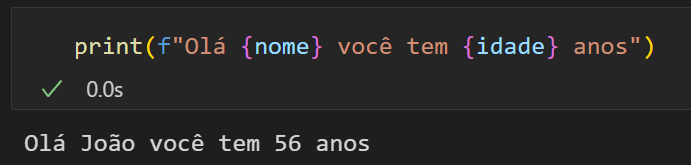 print(f"Olá {nome} você tem {idade} anos")
0.0s
Olá João você tem 56 anos